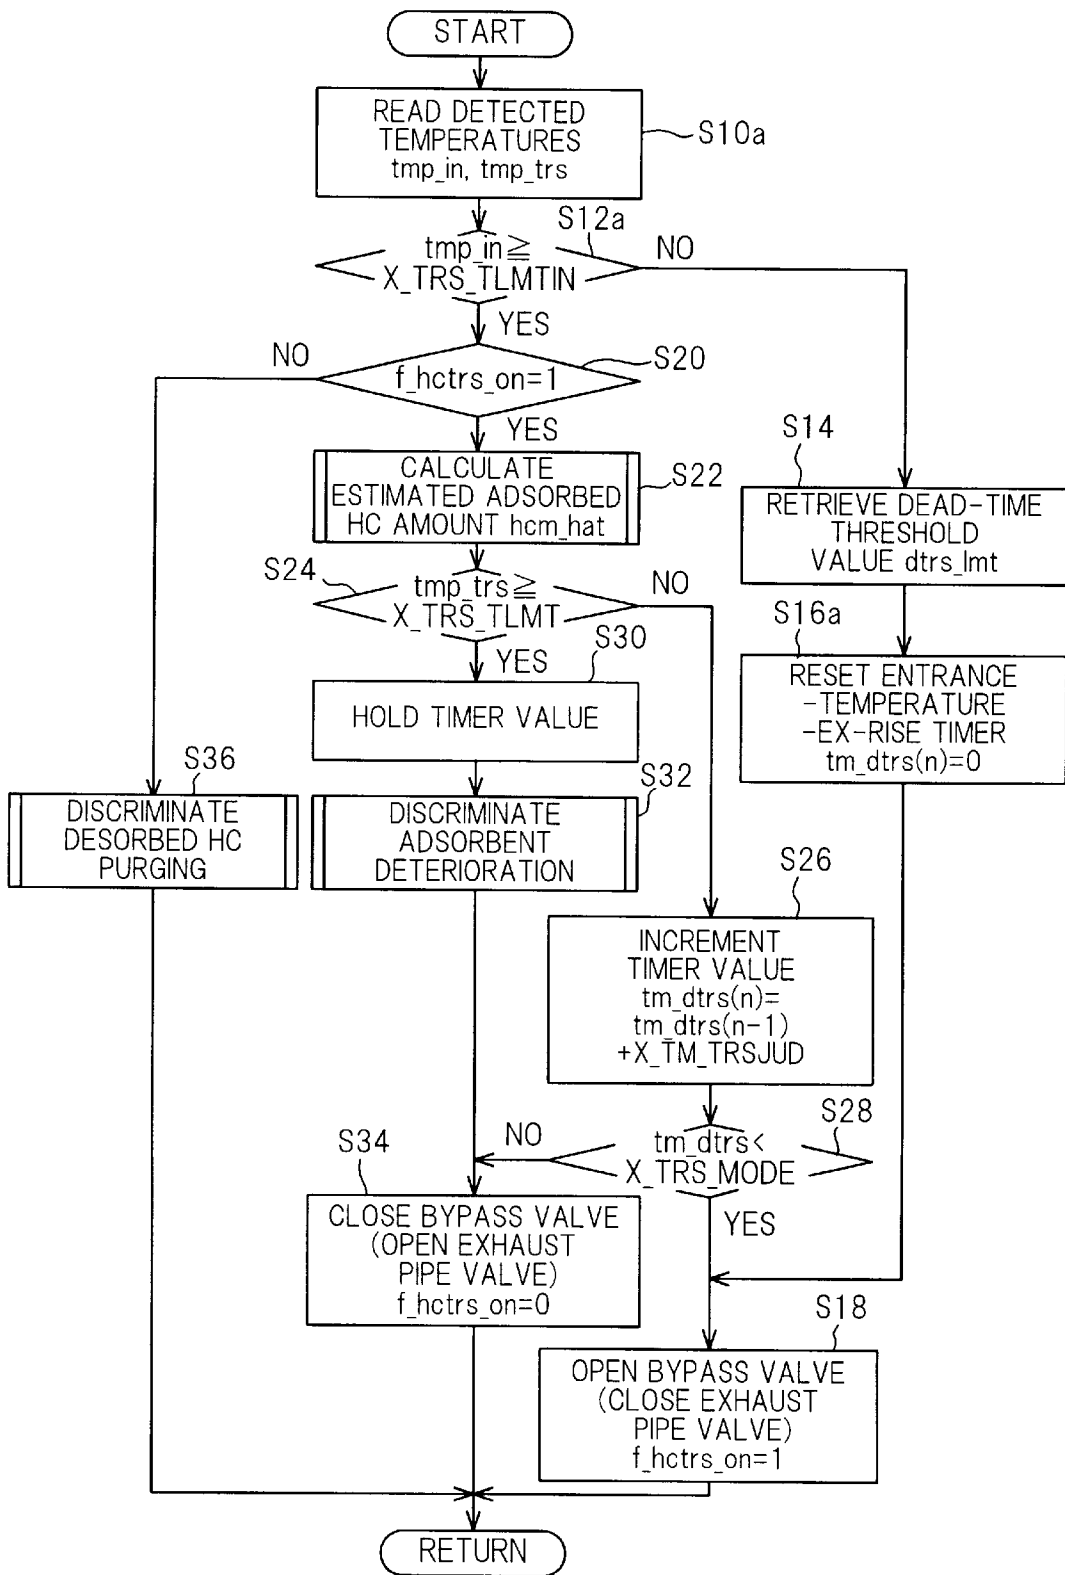 START
READ DETECTED
TEMPERATURES
tmp_in, tmp_trs
S10a
S12a
tmp_in≧
X_TRS_TLMTIN
NO
YES
NO
S20
f_hctrs_on=1
YES
S14
CALCULATE
ESTIMATED ADSORBED
HC AMOUNT hcm_hat
S22
RETRIEVE DEAD-TIME
THRESHOLD
VALUE dtrs_lmt
S24
tmp_trs≧
X_TRS_TLMT
NO
YES
S16a
S30
RESET ENTRANCE
-TEMPERATURE
-EX-RISE TIMER
tm_dtrs(n)=0
HOLD TIMER VALUE
S36
S32
DISCRIMINATE
DESORBED HC
PURGING
DISCRIMINATE
ADSORBENT
DETERIORATION
S26
INCREMENT
TIMER VALUE
tm_dtrs(n)=
tm_dtrs(n-1)
+X_TM_TRSJUD
S28
NO
tm_dtrs<
X_TRS_MODE
YES
S34
CLOSE BYPASS VALVE
(OPEN EXHAUST
PIPE VALVE)
f_hctrs_on=0
S18
OPEN BYPASS VALVE
(CLOSE EXHAUST
PIPE VALVE)
f_hctrs_on=1
RETURN